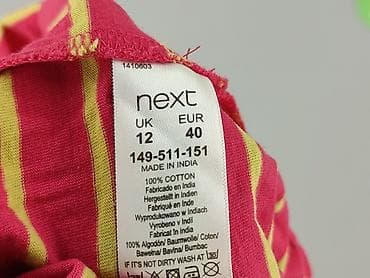 1410603
next
UK EUR
12 40
149-511-151
MADE IN INDIA
100% COTTON
Fabricado en India
Hergestellt in Indien
Fabriqué en Inde
Wyprodukowano w Indiach
Vyrobeno v Indii
Fabricat în India
100% Algodón/ Baumwolle/ Coton/
Bawełna/ Bavlna/ Bumbac
IF IT'S NOT DIRTY DON'T WASH IT